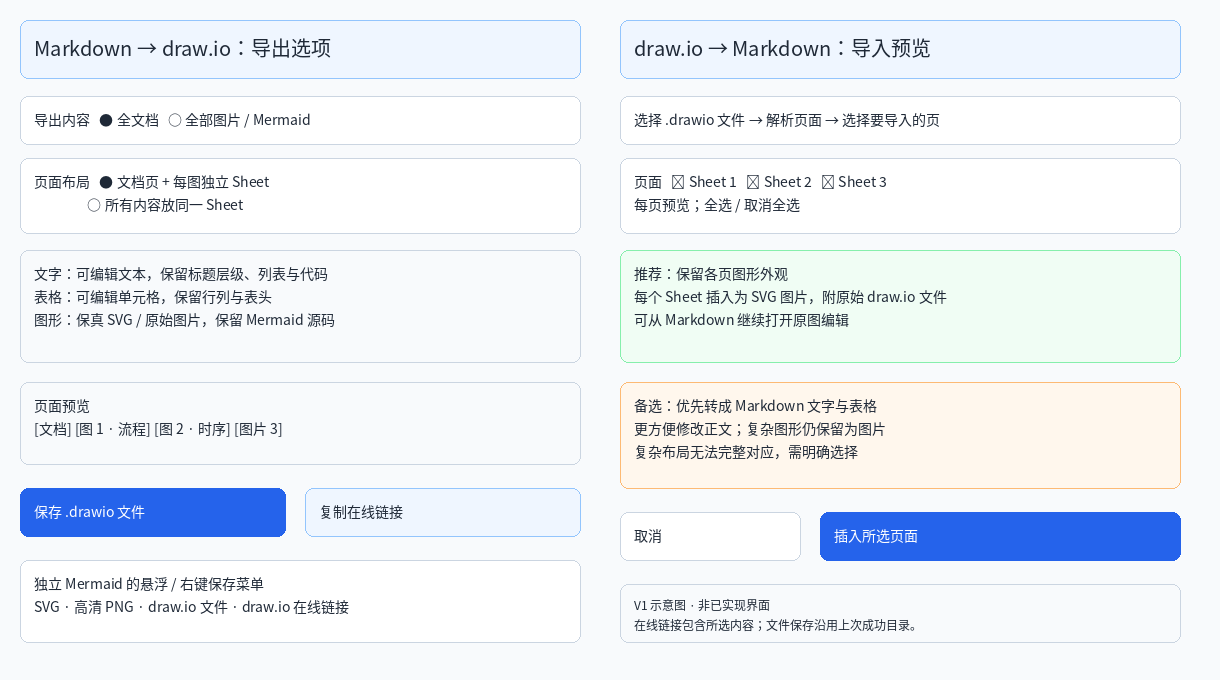 Markdown → draw.io：导出选项
导出内容 ● 全文档 ○ 全部图片 / Mermaid
页面布局 ● 文档页 + 每图独立 Sheet
○ 所有内容放同一 Sheet
文字：可编辑文本，保留标题层级、列表与代码
表格：可编辑单元格，保留行列与表头
图形：保真 SVG / 原始图片，保留 Mermaid 源码
页面预览
[文档] [图 1 · 流程] [图 2 · 时序] [图片 3]
保存 .drawio 文件
复制在线链接
独立 Mermaid 的悬浮 / 右键保存菜单
SVG · 高清 PNG · draw.io 文件 · draw.io 在线链接
draw.io → Markdown：导入预览
选择 .drawio 文件 → 解析页面 → 选择要导入的页
页面 Sheet 1 Sheet 2 Sheet 3
每页预览；全选 / 取消全选
推荐：保留各页图形外观
每个 Sheet 插入为 SVG 图片，附原始 draw.io 文件
可从 Markdown 继续打开原图编辑
备选：优先转成 Markdown 文字与表格
更方便修改正文；复杂图形仍保留为图片
复杂布局无法完整对应，需明确选择
取消
插入所选页面
V1 示意图 · 非已实现界面
在线链接包含所选内容；文件保存沿用上次成功目录。